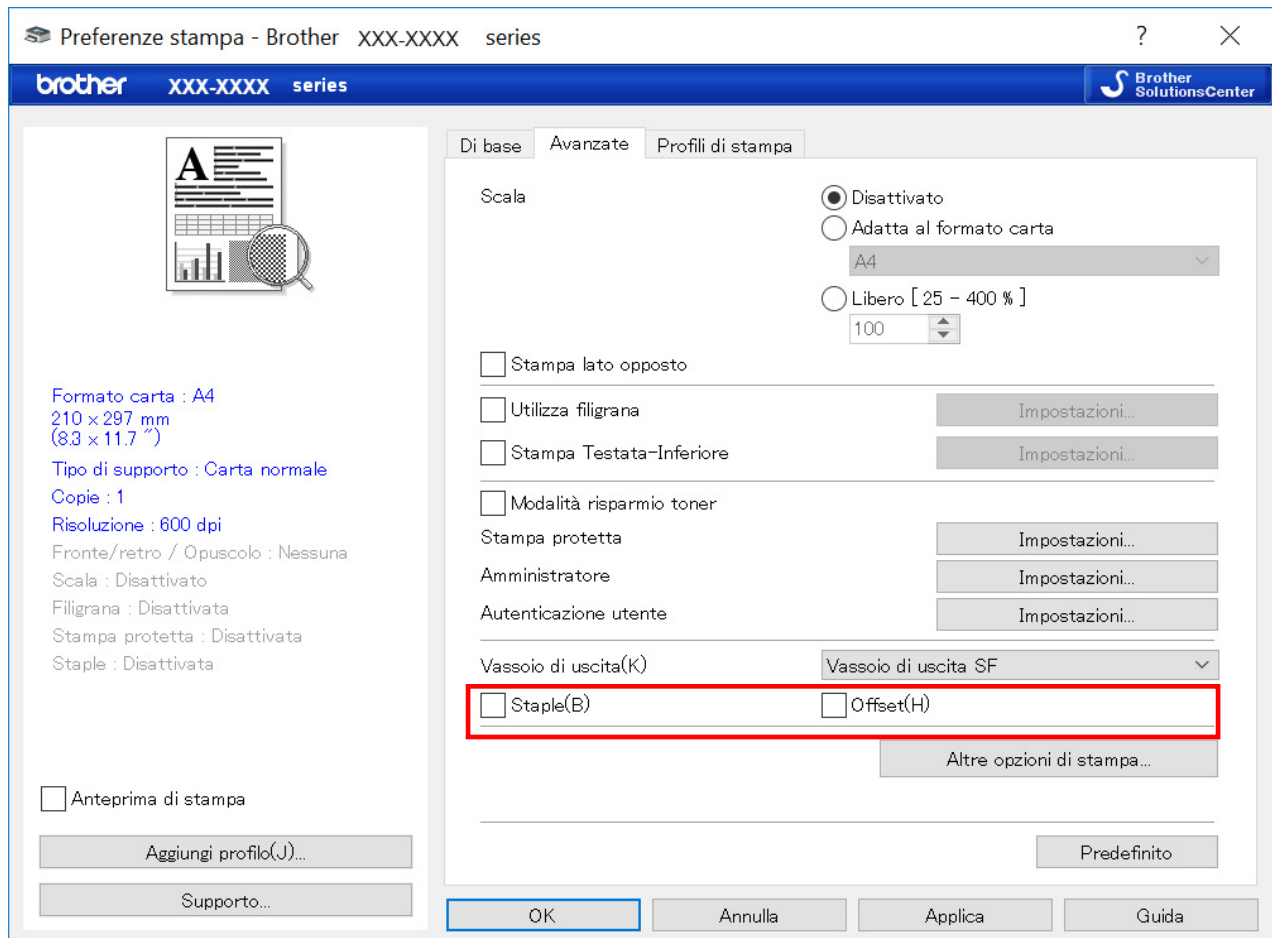 Preferenze stampa - Brother XXX-XXXX series
?
brother XXX-XXXX series
Brother
SolutionsCenter
A
Formato carta : A4
210 x 297 mm
(8.3 x 11.7 ")
Tipo di supporto : Carta normale
Copie : 1
Risoluzione : 600 dpi
Fronte/retro / Opuscolo : Nessuna
Scala : Disattivato
Filigrana : Disattivata
Stampa protetta : Disattivata
Staple : Disattivata
Anteprima di stampa
Aggiungi profilo(J)...
Supporto...
Di base Avanzate Profili di stampa
Scala
Disattivato
Adatta al formato carta
A4
Libero [ 25 - 400 % ]
100
Stampa lato opposto
Utilizza filigrana Impostazioni...
Stampa Testata-Inferiore Impostazioni...
Modalità risparmio toner
Stampa protetta Impostazioni...
Amministratore Impostazioni...
Autenticazione utente Impostazioni...
Vassoio di uscita(K) Vassoio di uscita SF
Staple(B) Offset(H)
Altre opzioni di stampa...
Predefinito
OK Annulla Applica Guida